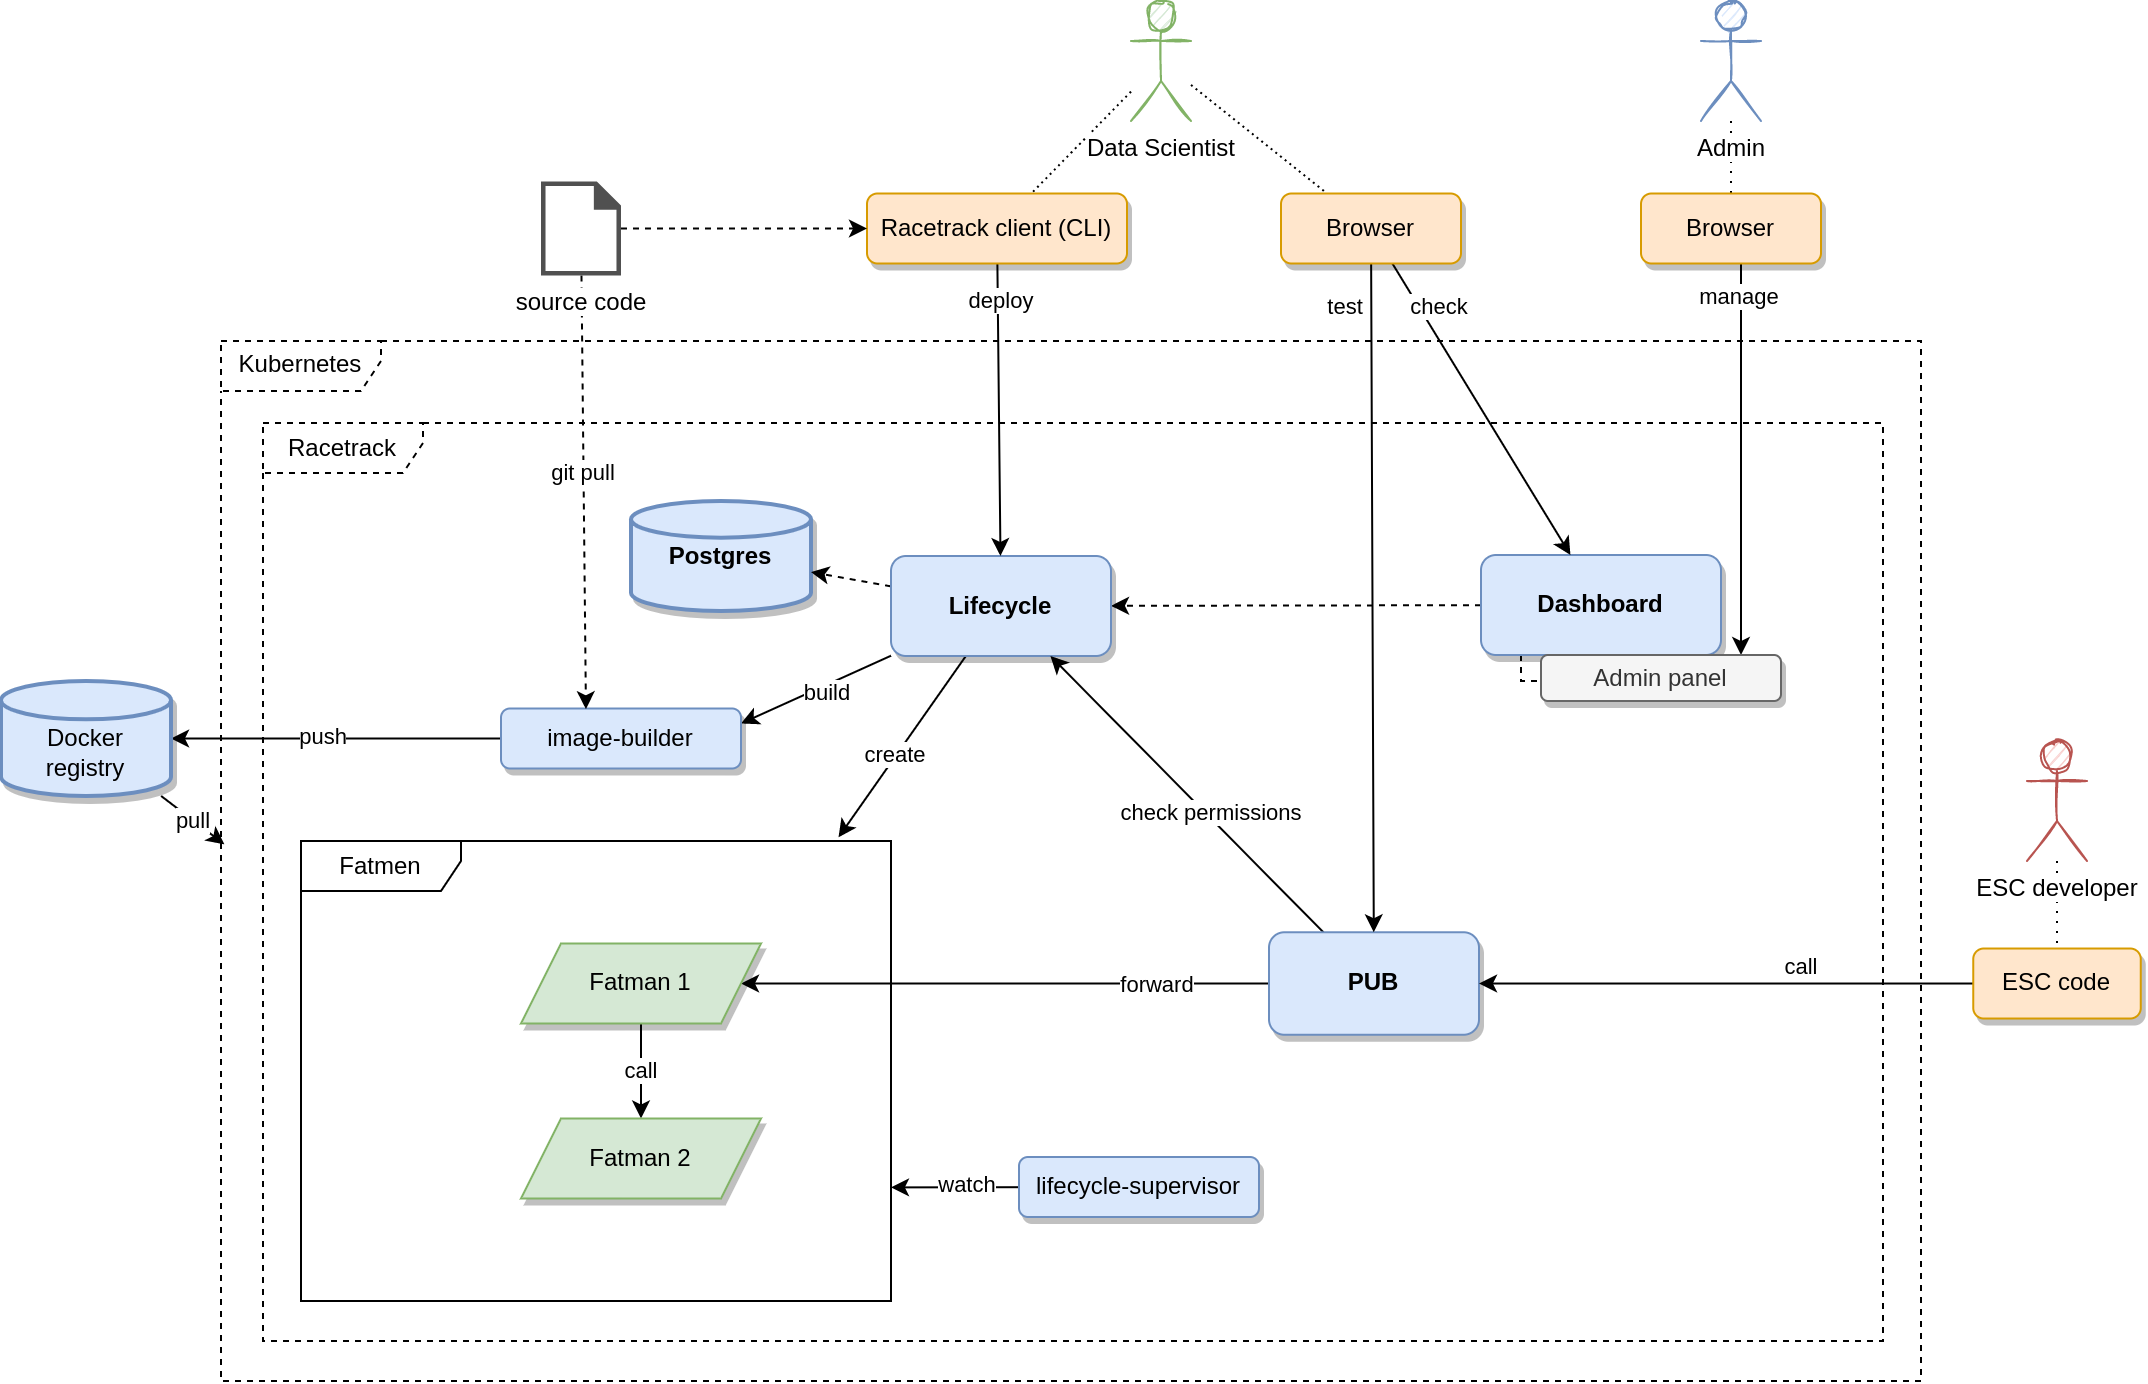 Data Scientist
Admin
Racetrack client (CLI)
Browser
Browser
source code
deploy
test
check
manage
Kubernetes
Racetrack
git pull
Postgres
Lifecycle
Dashboard
Admin panel
build
image-builder
push
Docker
registry
create
pull
check permissions
Fatmen
ESC developer
call
Fatman 1
forward
PUB
ESC code
call
Fatman 2
watch
lifecycle-supervisor